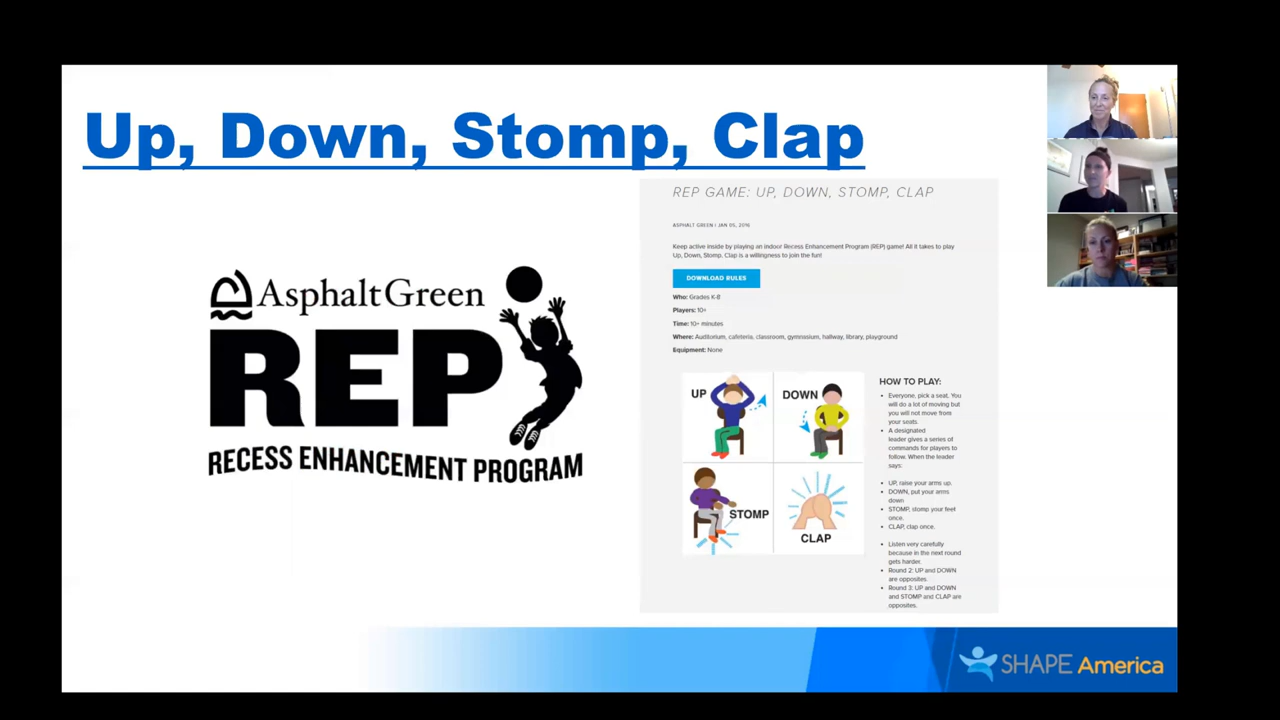 Up, Down, Stomp, Clap
AsphaltGreen
REP
RECESS ENHANCEMENT PROGRAM
REP GAME: UP, DOWN, STOMP, CLAP
ASPHALT GREEN / JAN 05, 2016
Keep active inside by playing an indoor Recess Enhancement Program (REP) game! All it takes to play
Up, Down, Stomp, Clap is a willingness to join the fun!
DOWNLOAD RULES
Who: Grades K-8
Players: 10+
Time: 10+ minutes
Where: Auditorium, cafeteria, classroom, gymnasium, hallway, library, playground
Equipment: None
UP
DOWN
STOMP
CLAP
HOW TO PLAY:
• Everyone, pick a seat. You
will do a lot of moving but
you will not move from
your seats.
• A designated
leader gives a series of
commands for players to
follow. When the leader
says:
• UP, raise your arms up.
• DOWN, put your arms
down
• STOMP, stomp your feet
once.
• CLAP, clap once.
• Listen very carefully
because in the next round
gets harder.
• Round 2: UP and DOWN
are opposites.
• Round 3: UP and DOWN
and STOMP and CLAP are
opposites.
SHAPE America